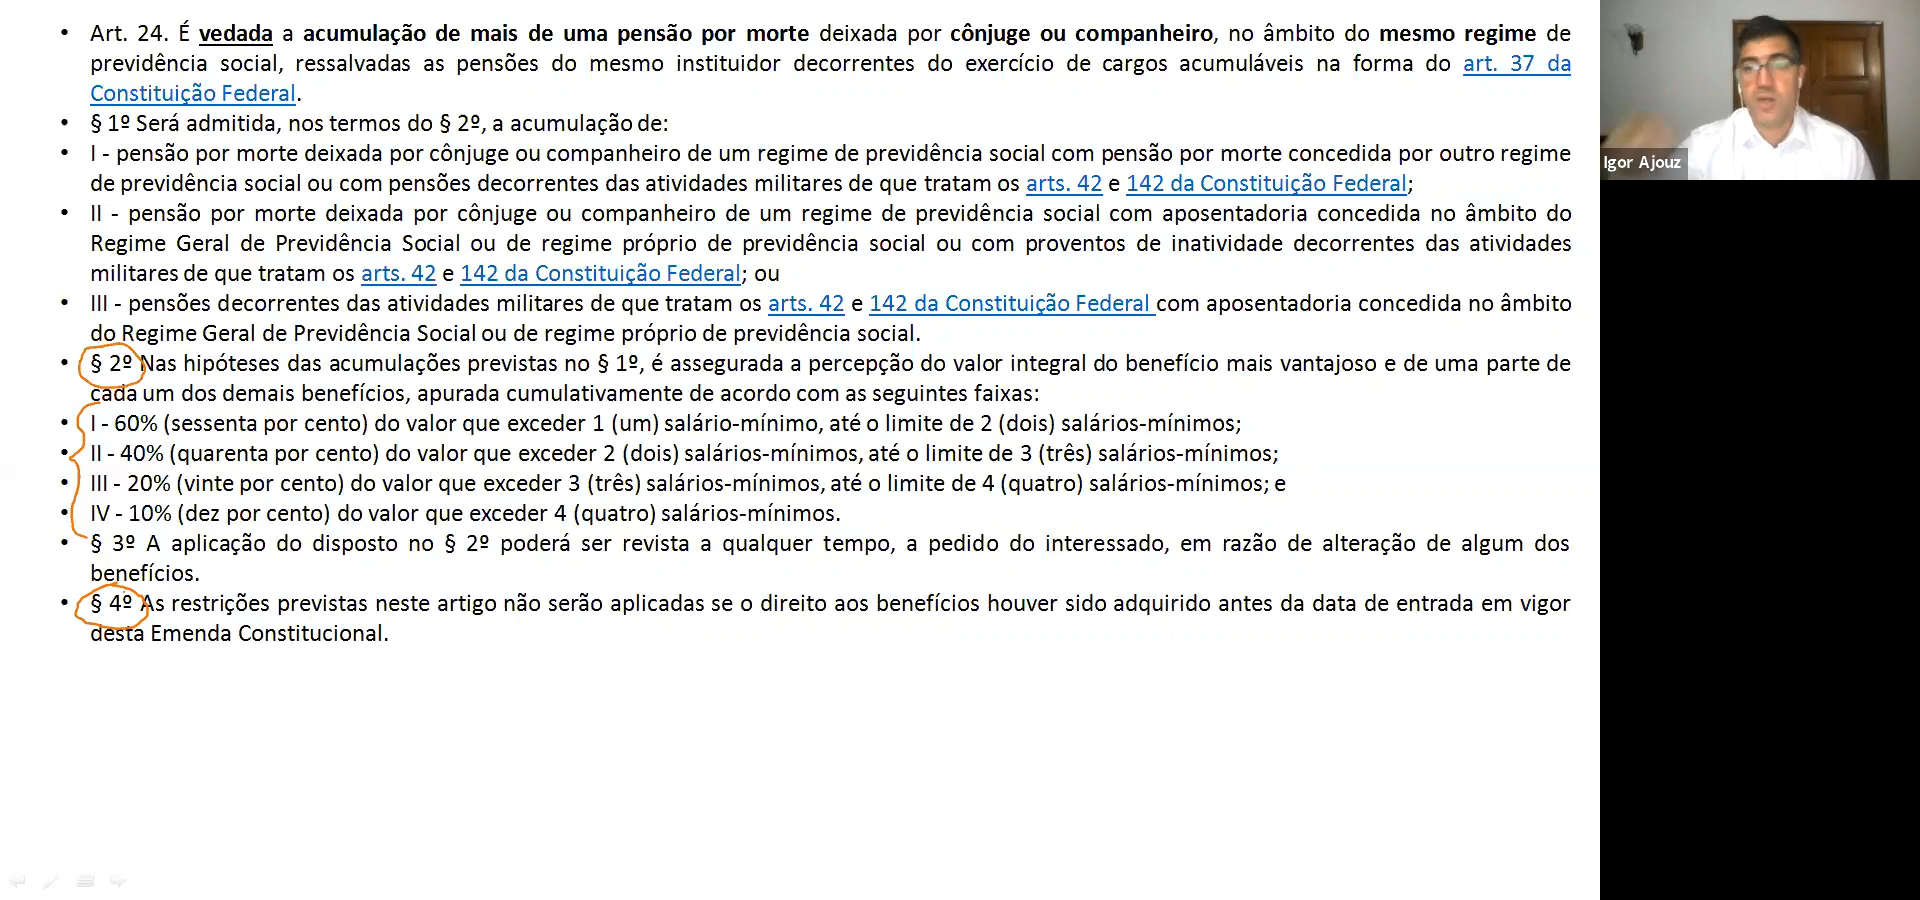 • Art. 24. É vedada a acumulação de mais de uma pensão por morte deixada por cônjuge ou companheiro, no âmbito do mesmo regime de
previdência social, ressalvadas as pensões do mesmo instituidor decorrentes do exercício de cargos acumuláveis na forma do art. 37 da
Constituição Federal.
• § 1º Será admitida, nos termos do § 2º, a acumulação de:
• I - pensão por morte deixada por cônjuge ou companheiro de um regime de previdência social com pensão por morte concedida por outro regime
de previdência social ou com pensões decorrentes das atividades militares de que tratam os arts. 42 e 142 da Constituição Federal;
• II - pensão por morte deixada por cônjuge ou companheiro de um regime de previdência social com aposentadoria concedida no âmbito do
Regime Geral de Previdência Social ou de regime próprio de previdência social ou com proventos de inatividade decorrentes das atividades
militares de que tratam os arts. 42 e 142 da Constituição Federal; ou
• III - pensões decorrentes das atividades militares de que tratam os arts. 42 e 142 da Constituição Federal com aposentadoria concedida no âmbito
do Regime Geral de Previdência Social ou de regime próprio de previdência social.
• § 2º Nas hipóteses das acumulações previstas no § 1º, é assegurada a percepção do valor integral do benefício mais vantajoso e de uma parte de
cada um dos demais benefícios, apurada cumulativamente de acordo com as seguintes faixas:
• I - 60% (sessenta por cento) do valor que exceder 1 (um) salário-mínimo, até o limite de 2 (dois) salários-mínimos;
• II - 40% (quarenta por cento) do valor que exceder 2 (dois) salários-mínimos, até o limite de 3 (três) salários-mínimos;
• III - 20% (vinte por cento) do valor que exceder 3 (três) salários-mínimos, até o limite de 4 (quatro) salários-mínimos; e
• IV - 10% (dez por cento) do valor que exceder 4 (quatro) salários-mínimos.
• § 3º A aplicação do disposto no § 2º poderá ser revista a qualquer tempo, a pedido do interessado, em razão de alteração de algum dos
benefícios.
• § 4º As restrições previstas neste artigo não serão aplicadas se o direito aos benefícios houver sido adquirido antes da data de entrada em vigor
desta Emenda Constitucional.
Igor Ajouz